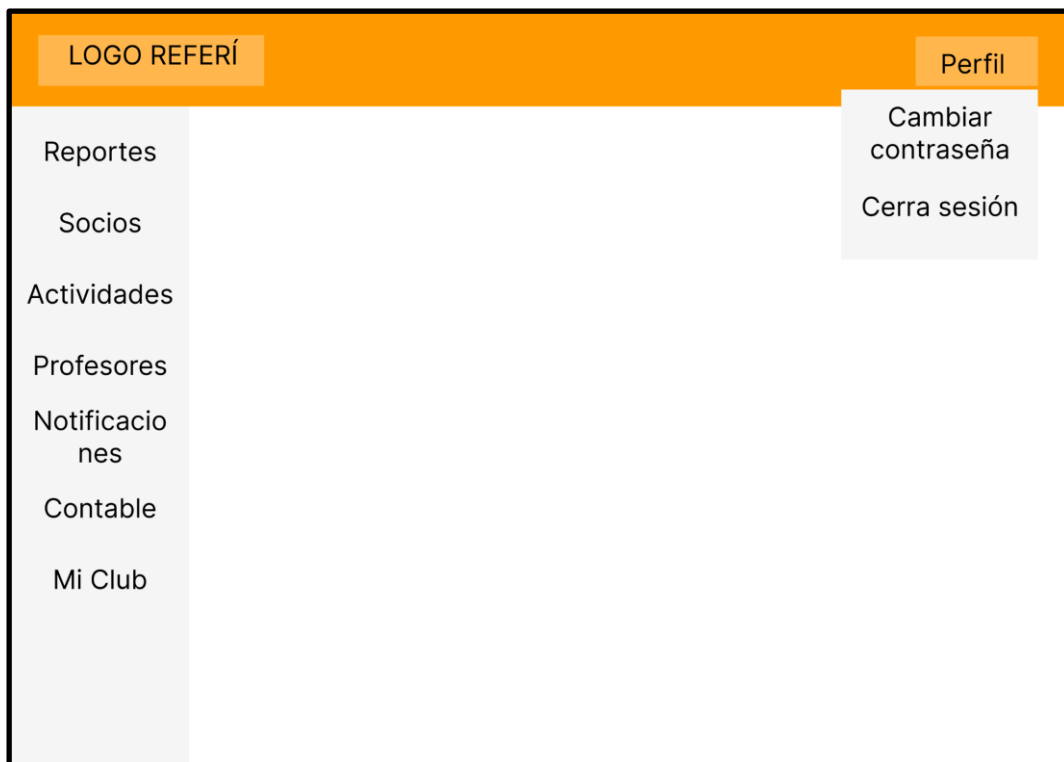 LOGO REFERÍ
Perfil
Cambiar
contraseña
Cerra sesión
Reportes
Socios
Actividades
Profesores
Notificacio
nes
Contable
Mi Club